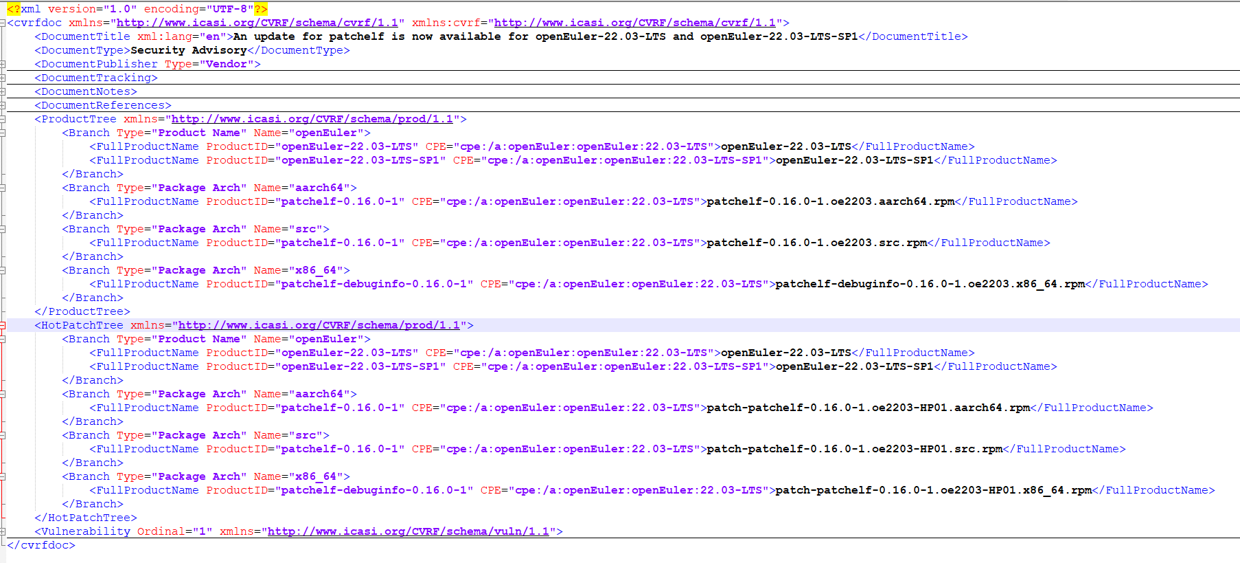 <?xml version="1.0" encoding="UTF-8"?>
<cvrfdoc xmlns="http://www.icasi.org/CVRF/schema/cvrf/1.1" xmlns:cvrf="http://www.icasi.org/CVRF/schema/cvrf/1.1">
<DocumentTitle xml:lang="en">An update for patchelf is now available for openEuler-22.03-LTS and openEuler-22.03-LTS-SP1</DocumentTitle>
<DocumentType>Security Advisory</DocumentType>
<DocumentPublisher Type="Vendor">
<DocumentTracking>
<DocumentNotes>
<DocumentReferences>
<ProductTree xmlns="http://www.icasi.org/CVRF/schema/prod/1.1">
<Branch Type="Product Name" Name="openEuler">
<FullProductName ProductID="openEuler-22.03-LTS" CPE="cpe:/a:openEuler:openEuler:22.03-LTS">openEuler-22.03-LTS</FullProductName>
<FullProductName ProductID="openEuler-22.03-LTS-SP1" CPE="cpe:/a:openEuler:openEuler:22.03-LTS-SP1">openEuler-22.03-LTS-SP1</FullProductName>
</Branch>
<Branch Type="Package Arch" Name="aarch64">
<FullProductName ProductID="patchelf-0.16.0-1" CPE="cpe:/a:openEuler:openEuler:22.03-LTS">patchelf-0.16.0-1.oe2203.aarch64.rpm</FullProductName>
</Branch>
<Branch Type="Package Arch" Name="src">
<FullProductName ProductID="patchelf-0.16.0-1" CPE="cpe:/a:openEuler:openEuler:22.03-LTS">patchelf-0.16.0-1.oe2203.src.rpm</FullProductName>
</Branch>
<Branch Type="Package Arch" Name="x86_64">
<FullProductName ProductID="patchelf-debuginfo-0.16.0-1" CPE="cpe:/a:openEuler:openEuler:22.03-LTS">patchelf-debuginfo-0.16.0-1.oe2203.x86_64.rpm</FullProductName>
</Branch>
</ProductTree>
<HotPatchTree xmlns="http://www.icasi.org/CVRF/schema/prod/1.1">
<Branch Type="Product Name" Name="openEuler">
<FullProductName ProductID="openEuler-22.03-LTS" CPE="cpe:/a:openEuler:openEuler:22.03-LTS">openEuler-22.03-LTS</FullProductName>
<FullProductName ProductID="openEuler-22.03-LTS-SP1" CPE="cpe:/a:openEuler:openEuler:22.03-LTS-SP1">openEuler-22.03-LTS-SP1</FullProductName>
</Branch>
<Branch Type="Package Arch" Name="aarch64">
<FullProductName ProductID="patchelf-0.16.0-1" CPE="cpe:/a:openEuler:openEuler:22.03-LTS">patch-patchelf-0.16.0-1.oe2203-HP01.aarch64.rpm</FullProductName>
</Branch>
<Branch Type="Package Arch" Name="src">
<FullProductName ProductID="patchelf-0.16.0-1" CPE="cpe:/a:openEuler:openEuler:22.03-LTS">patch-patchelf-0.16.0-1.oe2203-HP01.src.rpm</FullProductName>
</Branch>
<Branch Type="Package Arch" Name="x86_64">
<FullProductName ProductID="patchelf-debuginfo-0.16.0-1" CPE="cpe:/a:openEuler:openEuler:22.03-LTS">patch-patchelf-0.16.0-1.oe2203-HP01.x86_64.rpm</FullProductName>
</Branch>
</HotPatchTree>
<Vulnerability Ordinal="1" xmlns="http://www.icasi.org/CVRF/schema/vuln/1.1">
</cvrfdoc>